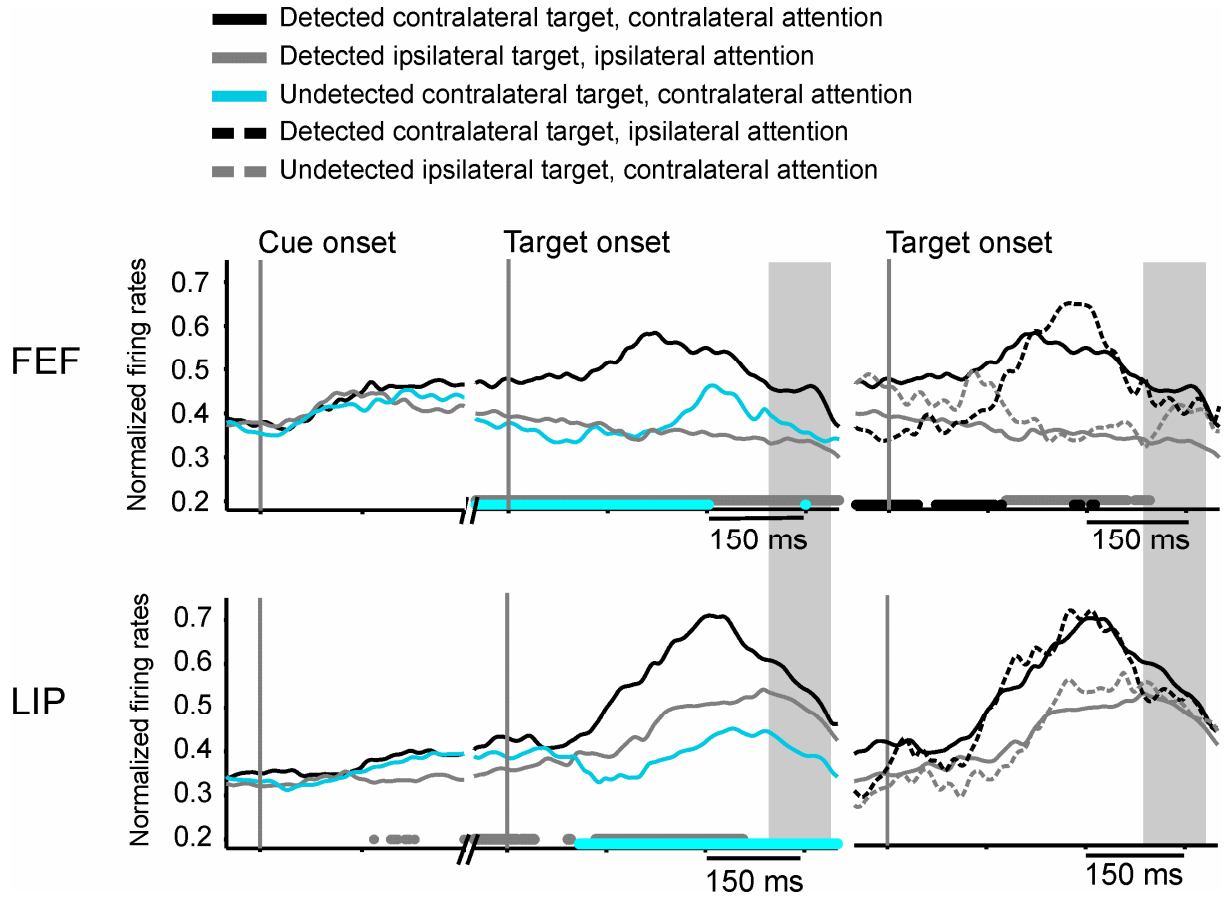 Detected contralateral target, contralateral attention
Detected ipsilateral target, ipsilateral attention
Undetected contralateral target, contralateral attention
Detected contralateral target, ipsilateral attention
Undetected ipsilateral target, contralateral attention
Cue onset
Target onset
Target onset
FEF
Normalized firing rates
0.7
0.6
0.5
0.4
0.3
0.2
150 ms
150 ms
LIP
Normalized firing rates
0.7
0.6
0.5
0.4
0.3
0.2
150 ms
150 ms